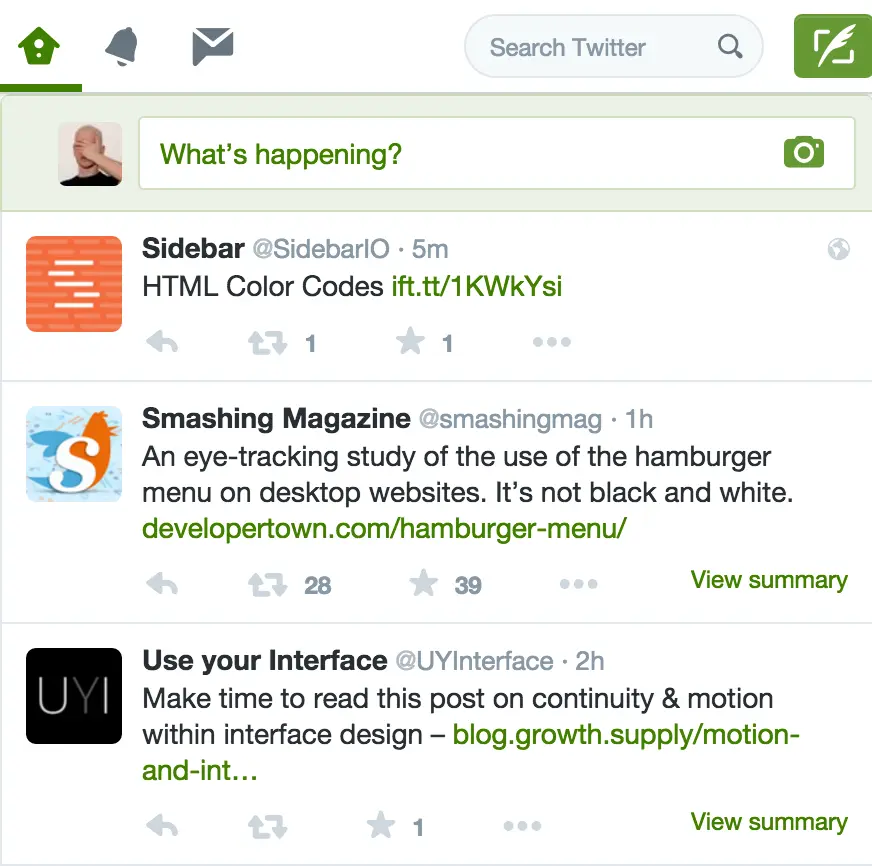 Search Twitter
What’s happening?
Sidebar @SidebarIO · 5m
HTML Color Codes ift.tt/1KWkYsi
1 1
Smashing Magazine @smashingmag · 1h
S
An eye-tracking study of the use of the hamburger
menu on desktop websites. It’s not black and white.
developertown.com/hamburger-menu/
28 39 View summary
Use your Interface @UYInterface · 2h
UYI
Make time to read this post on continuity & motion
within interface design – blog.growth.supply/motion-
and-int…
1 View summary